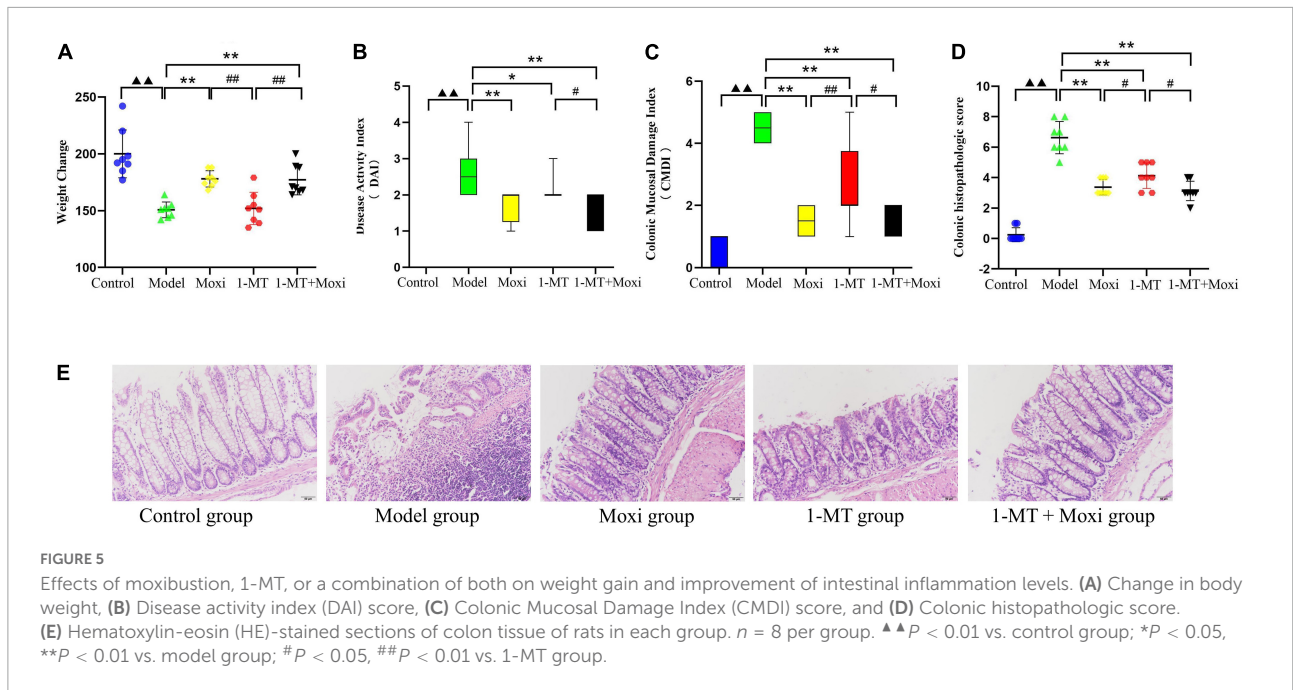 A
B
C
D
▲▲
**
**
##
##
Weight Change
250
200
150
100
Control Model Moxi 1-MT 1-MT+Moxi
▲▲
**
*
**
#
Disease Activity Index
( DAI )
5
4
3
2
1
0
Control Model Moxi 1-MT 1-MT+Moxi
▲▲
**
**
**
##
#
Colonic Mucosal Damage Index
( CMDI )
6
4
2
0
Control Model Moxi 1-MT 1-MT+Moxi
▲▲
**
**
**
#
#
Colonic histopathologic score
10
8
6
4
2
0
-2
Control Model Moxi 1-MT 1-MT+Moxi
E
Control group
Model group
Moxi group
1-MT group
1-MT + Moxi group
FIGURE 5
Effects of moxibustion, 1-MT, or a combination of both on weight gain and improvement of intestinal inflammation levels. (A) Change in body
weight, (B) Disease activity index (DAI) score, (C) Colonic Mucosal Damage Index (CMDI) score, and (D) Colonic histopathologic score.
(E) Hematoxylin-eosin (HE)-stained sections of colon tissue of rats in each group. n = 8 per group. ▲▲P < 0.01 vs. control group; *P < 0.05,
**P < 0.01 vs. model group; #P < 0.05, ##P < 0.01 vs. 1-MT group.